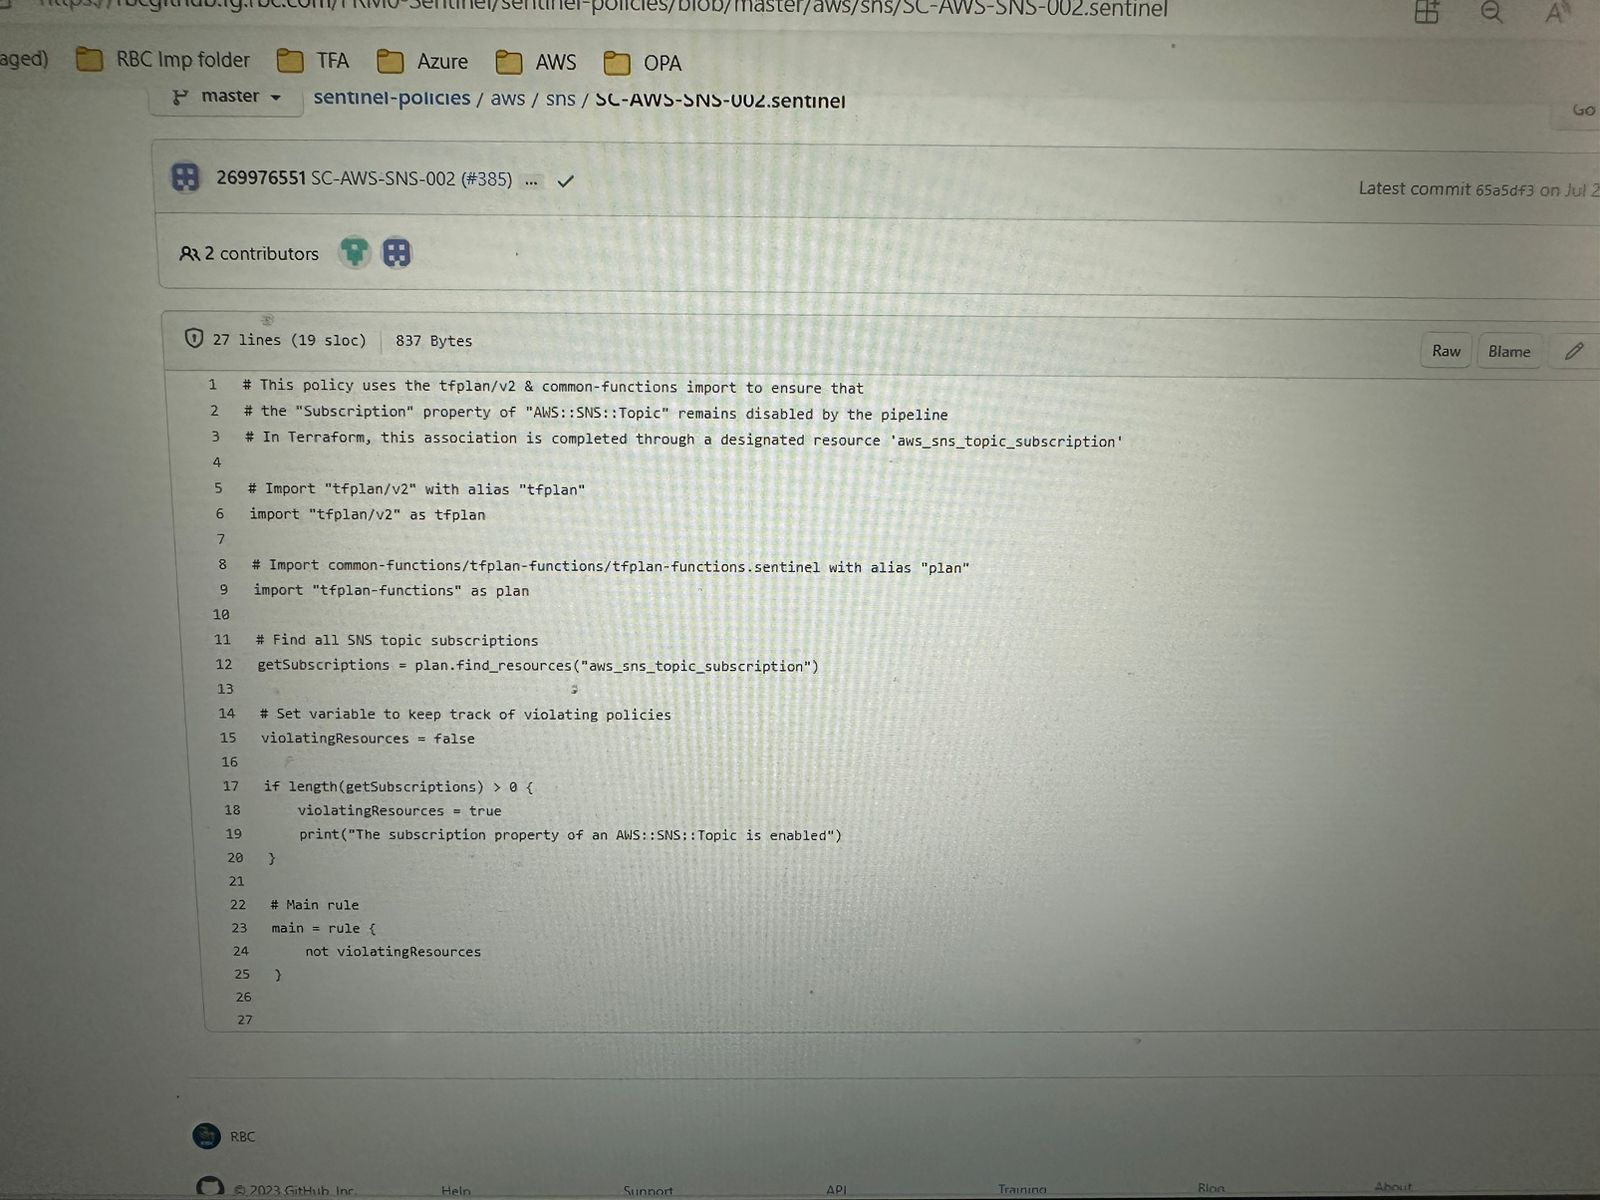 sentinel-policies/blob/master/aws/sns/SC-AWS-SNS-002.sentinel
aged) RBC Imp folder TFA Azure AWS OPA
master sentinel-policies / aws / sns / SC-AWS-SNS-002.sentinel Go
269976551 SC-AWS-SNS-002 (#385) ... Latest commit 65a5df3 on Jul 2
2 contributors
27 lines (19 sloc) 837 Bytes Raw Blame
1 # This policy uses the tfplan/v2 & common-functions import to ensure that
2 # the "Subscription" property of "AWS::SNS::Topic" remains disabled by the pipeline
3 # In Terraform, this association is completed through a designated resource 'aws_sns_topic_subscription'
4
5 # Import "tfplan/v2" with alias "tfplan"
6 import "tfplan/v2" as tfplan
7
8 # Import common-functions/tfplan-functions/tfplan-functions.sentinel with alias "plan"
9 import "tfplan-functions" as plan
10
11 # Find all SNS topic subscriptions
12 getSubscriptions = plan.find_resources("aws_sns_topic_subscription")
13
14 # Set variable to keep track of violating policies
15 violatingResources = false
16
17 if length(getSubscriptions) > 0 {
18 violatingResources = true
19 print("The subscription property of an AWS::SNS::Topic is enabled")
20 }
21
22 # Main rule
23 main = rule {
24 not violatingResources
25 }
26
27
RBC
© 2023 GitHub, Inc. Help Support API Training Blog About